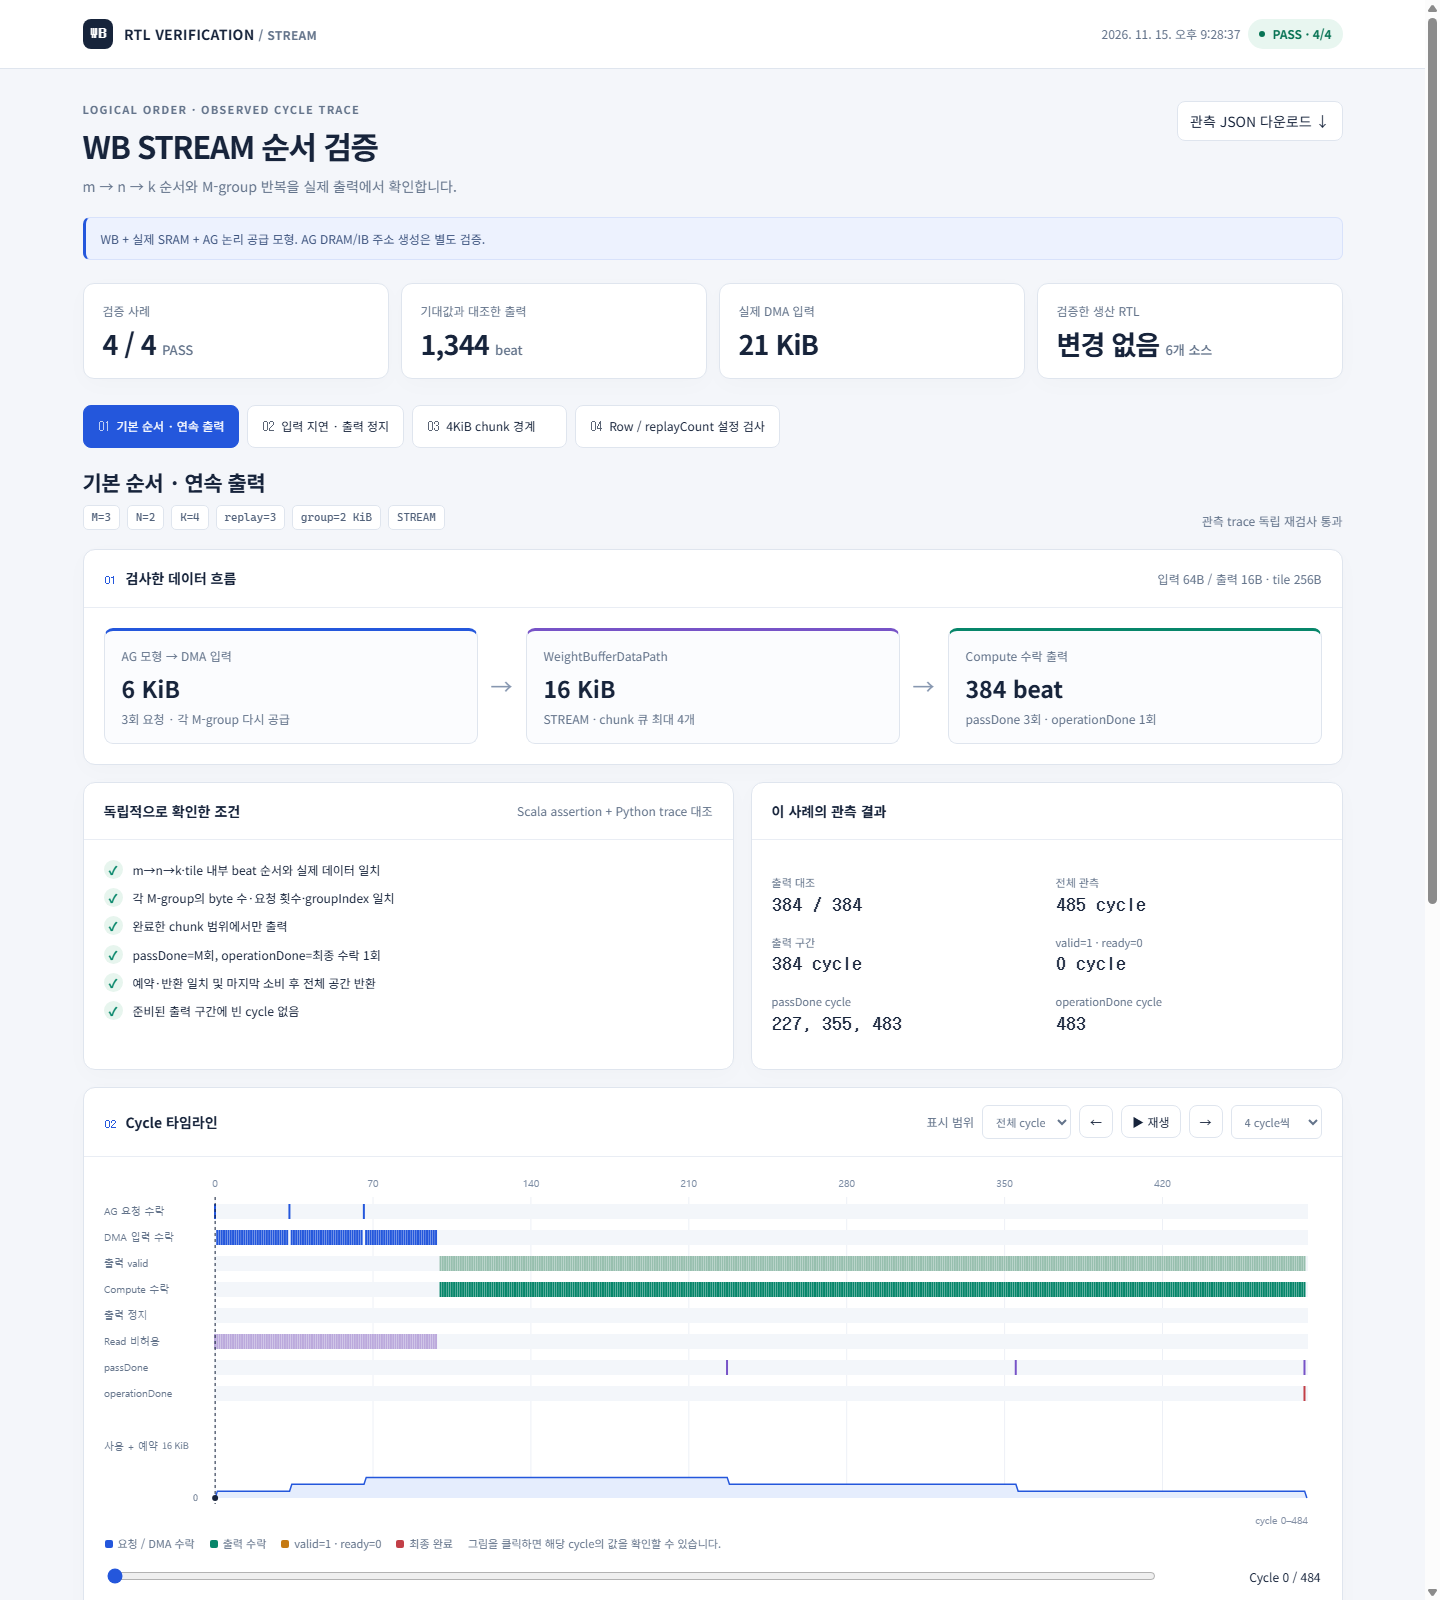 WB RTL VERIFICATION / STREAM
2026. 11. 15. 오후 9:28:37 PASS · 4/4
LOGICAL ORDER · OBSERVED CYCLE TRACE
관측 JSON 다운로드 ↓
WB STREAM 순서 검증
m → n → k 순서와 M-group 반복을 실제 출력에서 확인합니다.
WB + 실제 SRAM + AG 논리 공급 모형. AG DRAM/IB 주소 생성은 별도 검증.
검증 사례
4 / 4 PASS
기대값과 대조한 출력
1,344 beat
실제 DMA 입력
21 KiB
검증한 생산 RTL
변경 없음 6개 소스
01 기본 순서 · 연속 출력
02 입력 지연 · 출력 정지
03 4KiB chunk 경계
04 Row / replayCount 설정 검사
기본 순서 · 연속 출력
M=3 N=2 K=4 replay=3 group=2 KiB STREAM
관측 trace 독립 재검사 통과
01 검사한 데이터 흐름
입력 64B / 출력 16B · tile 256B
AG 모형 → DMA 입력
6 KiB
3회 요청 · 각 M-group 다시 공급
→
WeightBufferDataPath
16 KiB
STREAM · chunk 큐 최대 4개
→
Compute 수락 출력
384 beat
passDone 3회 · operationDone 1회
독립적으로 확인한 조건
Scala assertion + Python trace 대조
✓ m→n→k·tile 내부 beat 순서와 실제 데이터 일치
✓ 각 M-group의 byte 수·요청 횟수·groupIndex 일치
✓ 완료한 chunk 범위에서만 출력
✓ passDone=M회, operationDone=최종 수락 1회
✓ 예약·반환 일치 및 마지막 소비 후 전체 공간 반환
✓ 준비된 출력 구간에 빈 cycle 없음
이 사례의 관측 결과
출력 대조
384 / 384
전체 관측
485 cycle
출력 구간
384 cycle
valid=1 · ready=0
0 cycle
passDone cycle
227, 355, 483
operationDone cycle
483
02 Cycle 타임라인
표시 범위 전체 cycle ← ▶ 재생 → 4 cycle씩
0 70 140 210 280 350 420
AG 요청 수락
DMA 입력 수락
출력 valid
Compute 수락
출력 정지
Read 비허용
passDone
operationDone
사용 + 예약 16 KiB
0
cycle 0–484
요청 / DMA 수락 출력 수락 valid=1 · ready=0 최종 완료 그림을 클릭하면 해당 cycle의 값을 확인할 수 있습니다.
Cycle 0 / 484